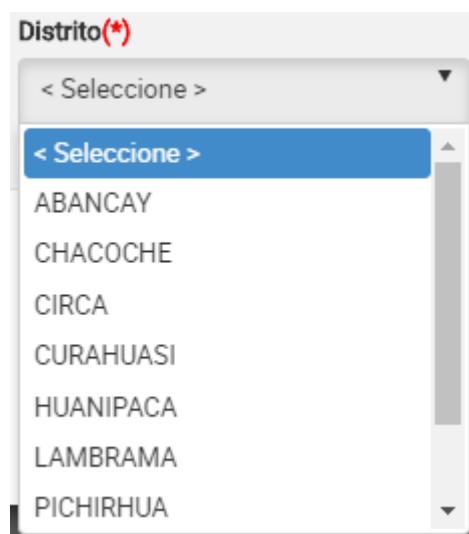 Distrito(*)
< Seleccione >
< Seleccione >
ABANCAY
CHACOCHE
CIRCA
CURAHUASI
HUANIPACA
LAMBRAMA
PICHIRHUA